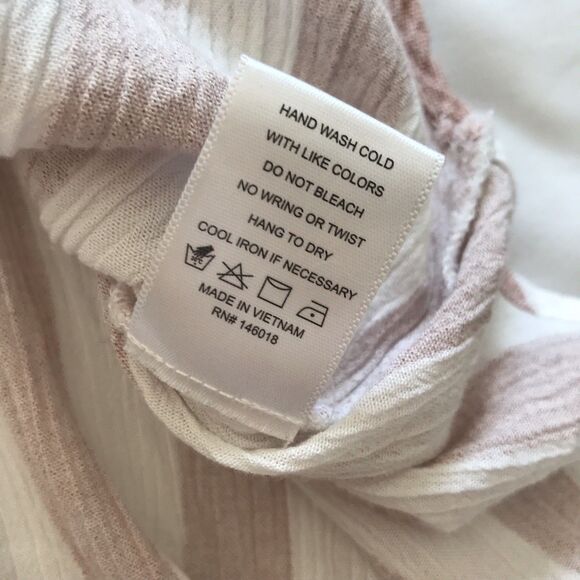 HAND WASH COLD
WITH LIKE COLORS
DO NOT BLEACH
NO WRING OR TWIST
HANG TO DRY
COOL IRON IF NECESSARY
MADE IN VIETNAM
RN# 146018